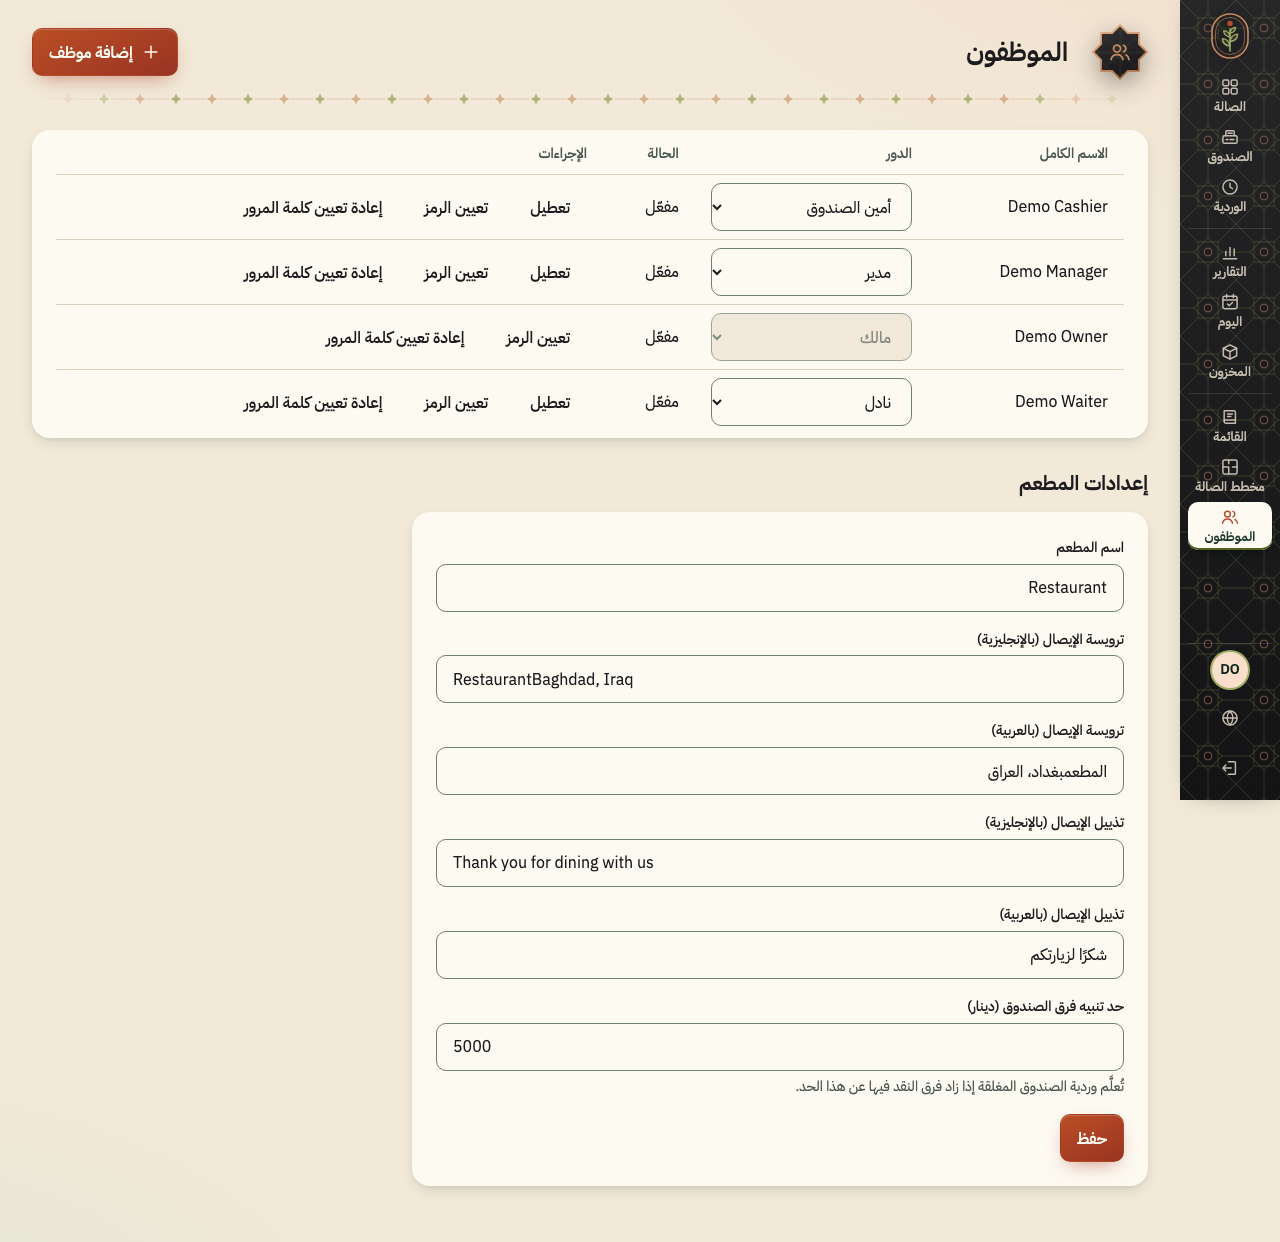 الموظفون
إضافة موظف
الاسم الكامل الدور الحالة الإجراءات
Demo Cashier أمين الصندوق مفعّل تعطيل تعيين الرمز إعادة تعيين كلمة المرور
Demo Manager مدير مفعّل تعطيل تعيين الرمز إعادة تعيين كلمة المرور
Demo Owner مالك مفعّل تعيين الرمز إعادة تعيين كلمة المرور
Demo Waiter نادل مفعّل تعطيل تعيين الرمز إعادة تعيين كلمة المرور
إعدادات المطعم
اسم المطعم
Restaurant
ترويسة الإيصال (بالإنجليزية)
RestaurantBaghdad, Iraq
ترويسة الإيصال (بالعربية)
المطعمبغداد، العراق
تذييل الإيصال (بالإنجليزية)
Thank you for dining with us
تذييل الإيصال (بالعربية)
شكرًا لزيارتكم
حد تنبيه فرق الصندوق (دينار)
5000
تُعلَّم وردية الصندوق المغلقة إذا زاد فرق النقد فيها عن هذا الحد.
حفظ
الصالة
الصندوق
الوردية
التقارير
اليوم
المخزون
القائمة
مخطط الصالة
الموظفون
DO